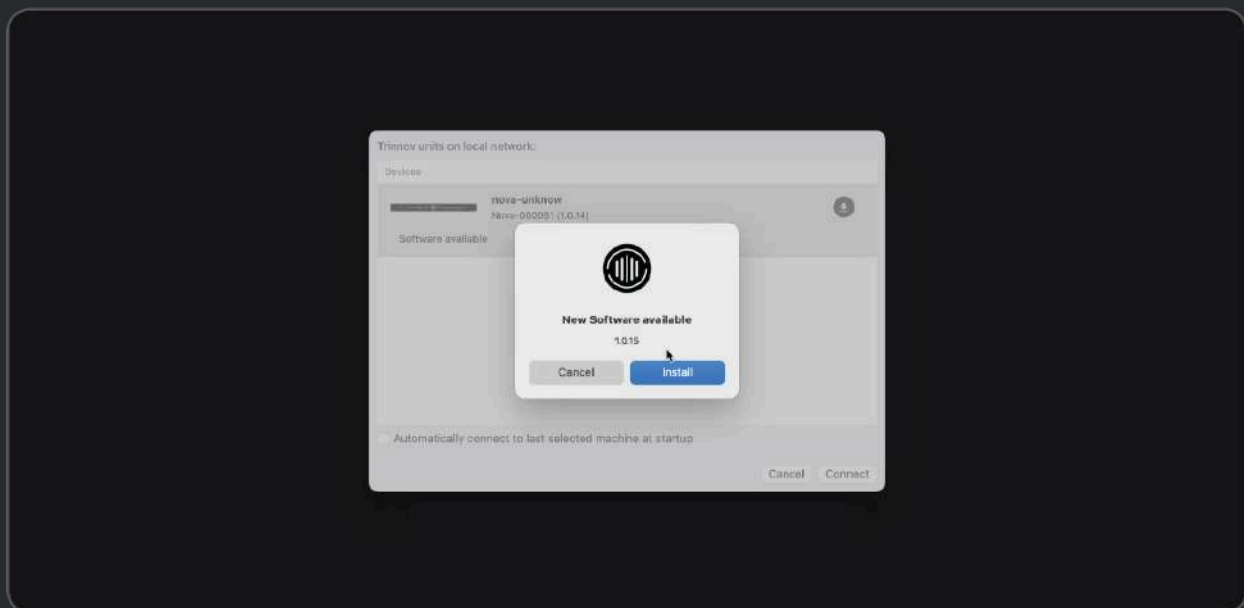 Trinnov units on local network:
Devices
nova-unknow
Nova-000051 (1.0.14)
Software available
New Software available
1.0.15
Cancel
Install
Automatically connect to last selected machine at startup
Cancel
Connect